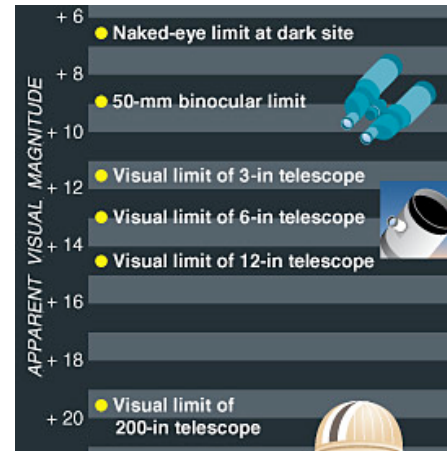 APPARENT VISUAL MAGNITUDE
+ 6
Naked-eye limit at dark site
+ 8
50-mm binocular limit
+ 10
Visual limit of 3-in telescope
+ 12
Visual limit of 6-in telescope
+ 14
Visual limit of 12-in telescope
+ 16
+ 18
Visual limit of
+ 20
200-in telescope